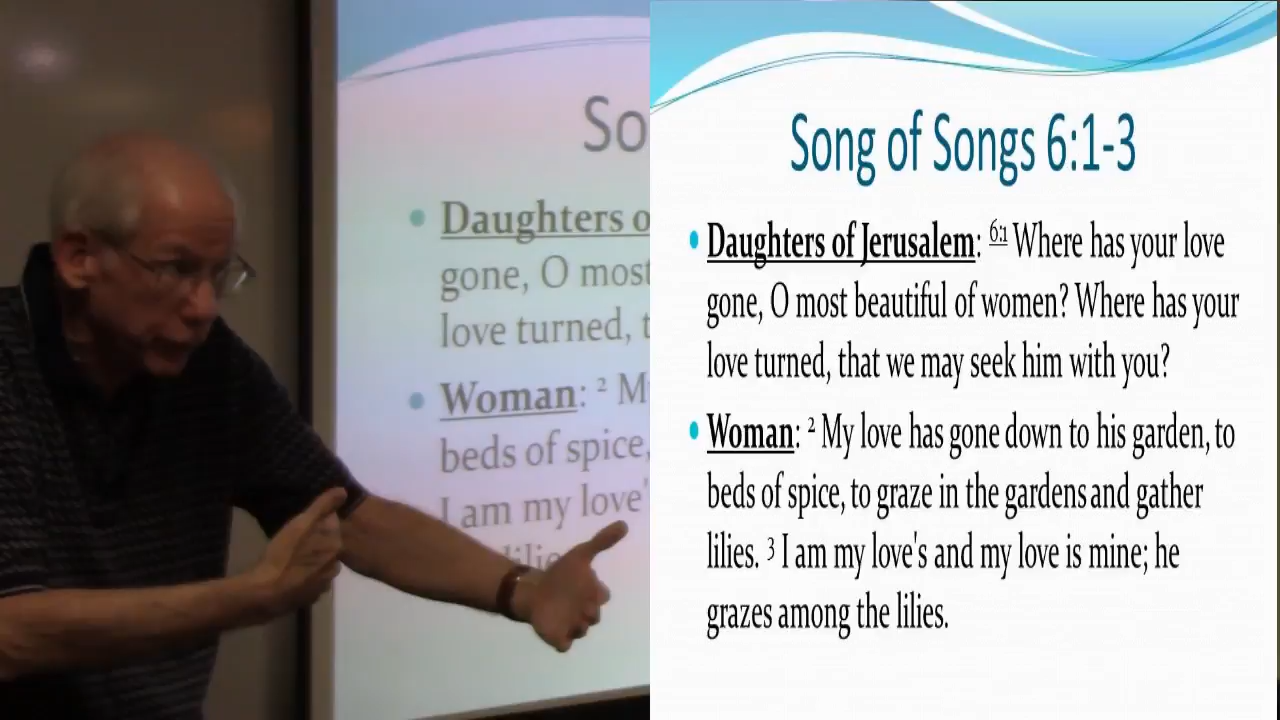 So
Daughters o
gone, O most
love turned, t
Woman: ² M
beds of spice,
I am my love'
lilie
Song of Songs 6:1-3
Daughters of Jerusalem: 6:1 Where has your love
gone, O most beautiful of women? Where has your
love turned, that we may seek him with you?
Woman: ² My love has gone down to his garden, to
beds of spice, to graze in the gardens and gather
lilies. ³ I am my love's and my love is mine; he
grazes among the lilies.